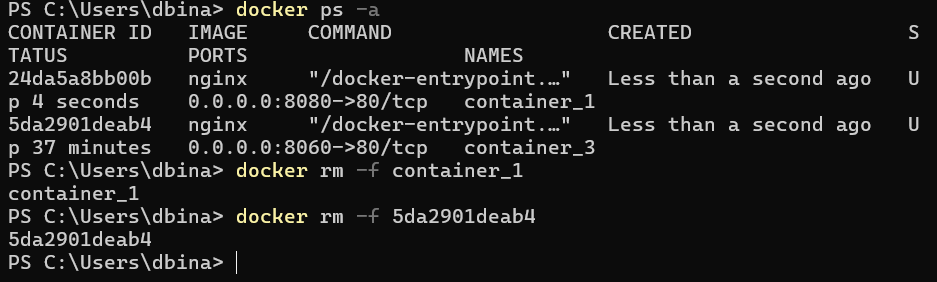 PS C:\Users\dbina> docker ps -a
CONTAINER ID   IMAGE     COMMAND                  CREATED                  S
TATUS          PORTS                  NAMES
24da5a8bb00b   nginx     "/docker-entrypoint.…"   Less than a second ago   U
p 4 seconds    0.0.0.0:8080->80/tcp   container_1
5da2901deab4   nginx     "/docker-entrypoint.…"   Less than a second ago   U
p 37 minutes   0.0.0.0:8060->80/tcp   container_3
PS C:\Users\dbina> docker rm -f container_1
container_1
PS C:\Users\dbina> docker rm -f 5da2901deab4
5da2901deab4
PS C:\Users\dbina>